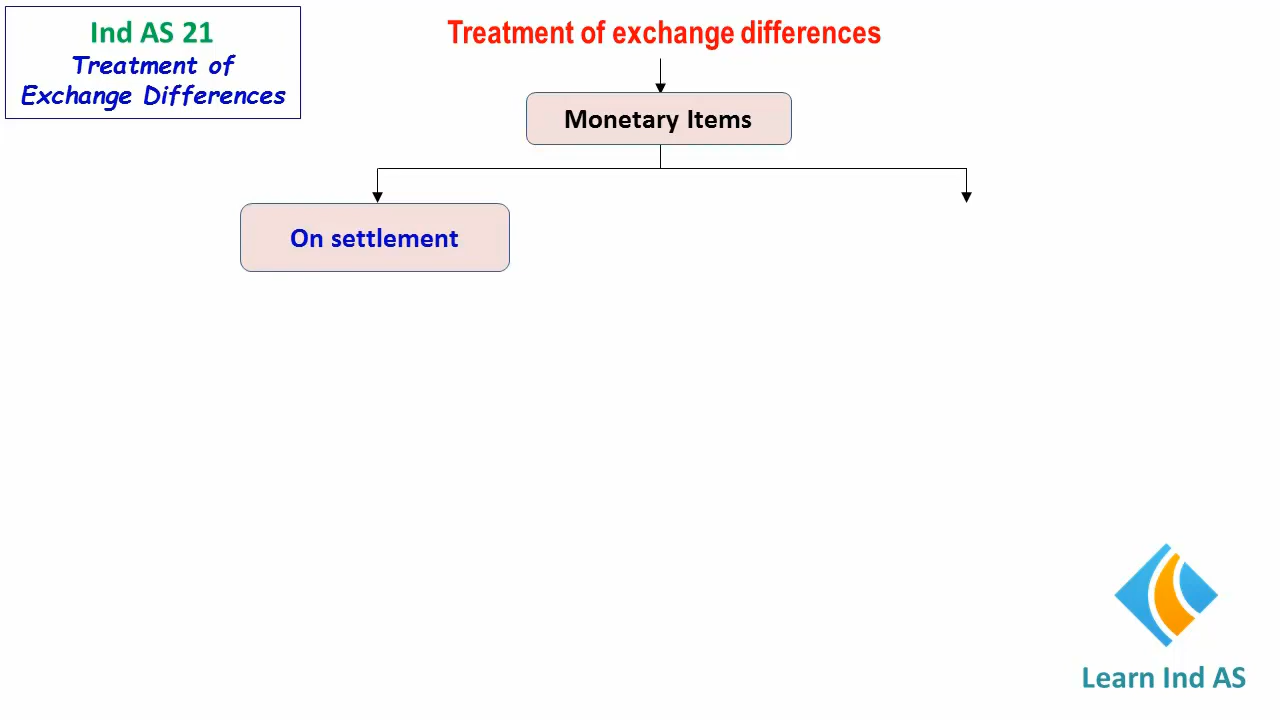 Ind AS 21
Treatment of
Exchange Differences
Treatment of exchange differences
Monetary Items
On settlement
Learn Ind AS